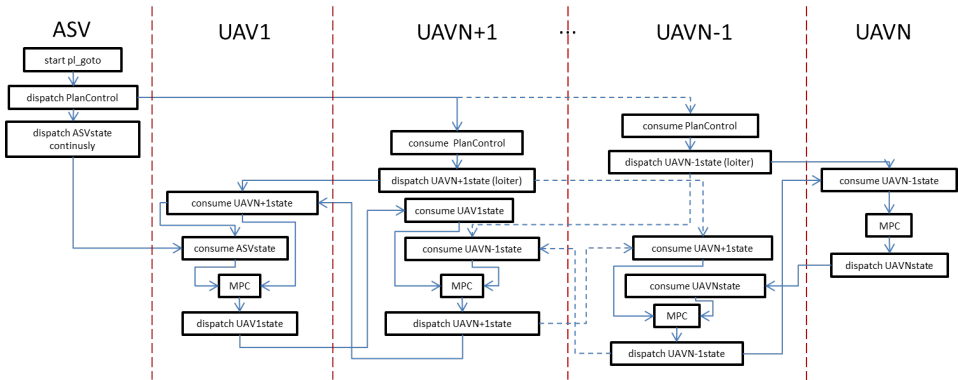 ASV
UAV1
UAVN+1
...
UAVN-1
UAVN
start pl_goto
dispatch PlanControl
dispatch ASVstate
continusly
consume UAVN+1state
consume ASVstate
MPC
dispatch UAV1state
consume PlanControl
dispatch UAVN+1state (loiter)
consume UAV1state
consume UAVN-1state
MPC
dispatch UAVN+1state
consume PlanControl
dispatch UAVN-1state (loiter)
consume UAVN+1state
consume UAVNstate
MPC
dispatch UAVN-1state
consume UAVN-1state
MPC
dispatch UAVNstate